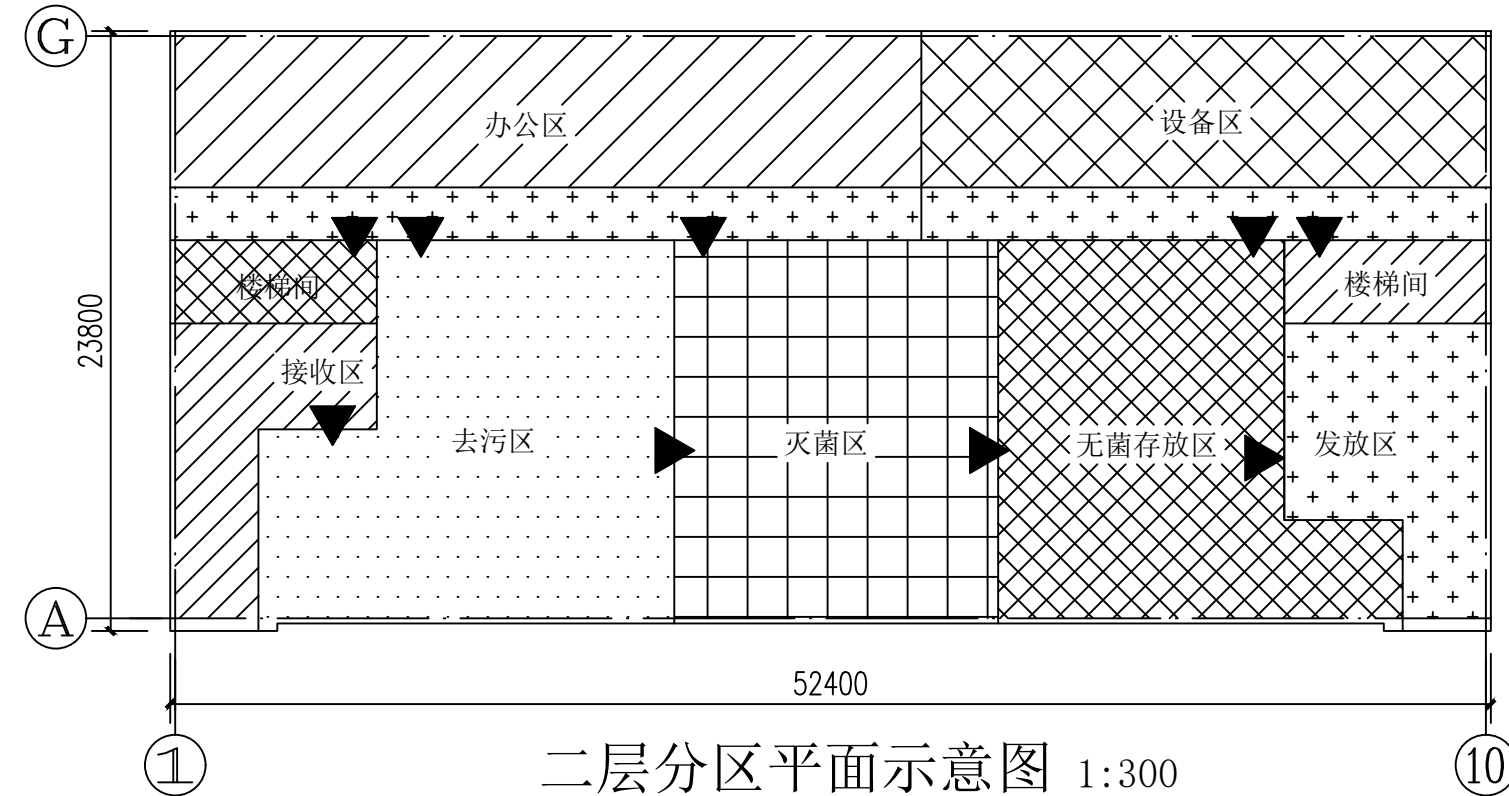 G
办公区
设备区
楼梯间
楼梯间
23800
接收区
去污区
灭菌区
无菌存放区
发放区
A
52400
1
二层分区平面示意图 1:300
10